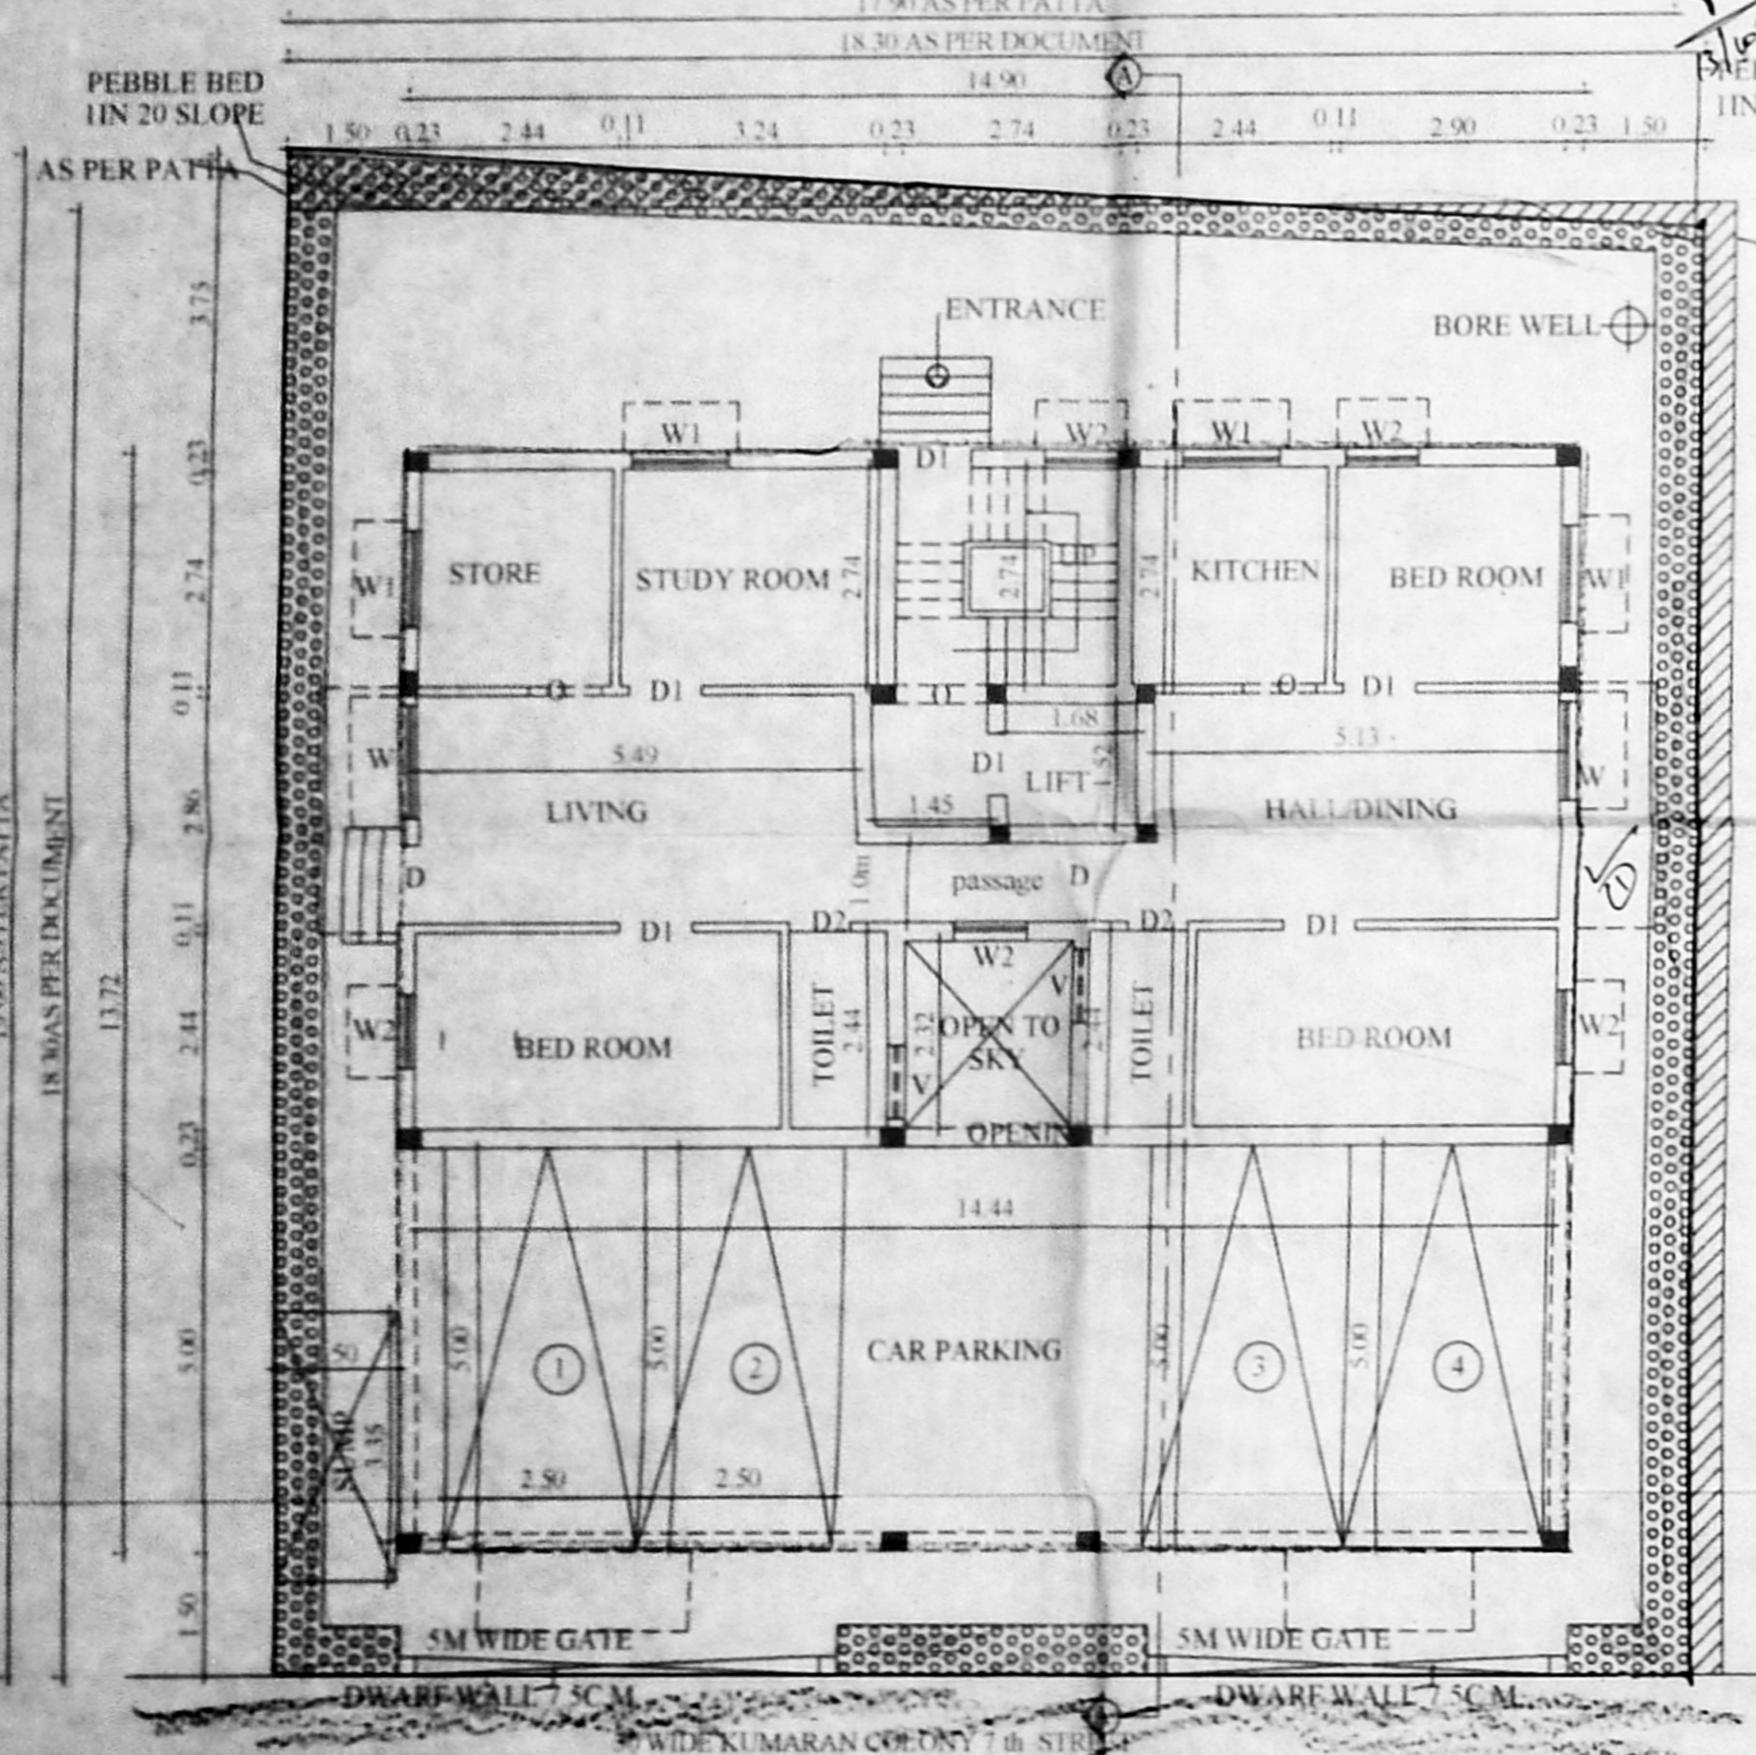 17.90 AS PER PATTA
18.30 AS PER DOCUMENT
A
14.90
PEBBLE BED
1IN 20 SLOPE
1.50 0.23 2.44 0.11 3.24 0.23 2.74 0.23 2.44 0.11 2.90 0.23 1.50
AS PER PATTA
3.75
ENTRANCE
BORE WELL
W1 W2 W1 W2
D1
0.23
W1 STORE STUDY ROOM 2.74 2.74 2.74 KITCHEN BED ROOM W1
2.74
0.11
O D1 O O D1
1.68
5.49 5.13
W D1 LIFT 1.52 W
1.45
LIVING HALL/DINING
2.86
18.30AS PER DOCUMENT
D 1.0m passage D
21
0.11
D1 D2 D2 D1
W2
V
13.72
W2 BED ROOM TOILET 2.44 2.32 OPEN TO 2.44 TOILET BED ROOM W2
SKY
V
2.44
0.23
OPENIN
14.44
5.00
5.00 1 5.00 2 CAR PARKING 5.00 3 5.00 4
SUMP 3.35
2.50 2.50
1.50
5M WIDE GATE 5M WIDE GATE
DWARF WALL 7.5C.M. DWARF WALL 7.5C.M.
WIDE KUMARAN COLONY 7 th